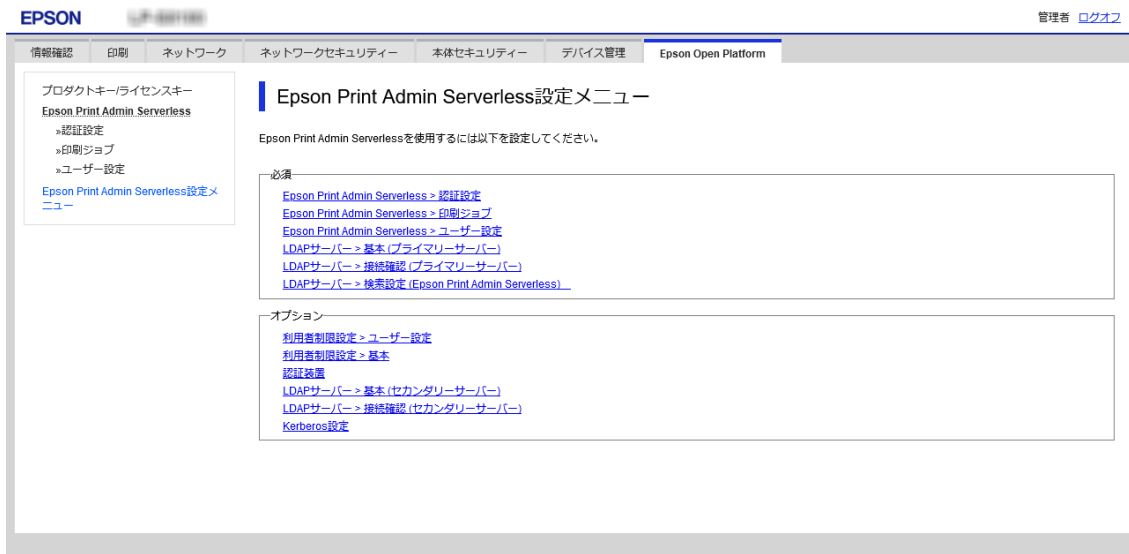 EPSON
管理者 ログオフ
情報確認 印刷 ネットワーク ネットワークセキュリティー 本体セキュリティー デバイス管理 Epson Open Platform
プロダクトキー/ライセンスキー
Epson Print Admin Serverless
»認証設定
»印刷ジョブ
»ユーザー設定
Epson Print Admin Serverless設定メ
ニュー
Epson Print Admin Serverless設定メニュー
Epson Print Admin Serverlessを使用するには以下を設定してください。
必須
Epson Print Admin Serverless > 認証設定
Epson Print Admin Serverless > 印刷ジョブ
Epson Print Admin Serverless > ユーザー設定
LDAPサーバー > 基本 (プライマリーサーバー)
LDAPサーバー > 接続確認 (プライマリーサーバー)
LDAPサーバー > 検索設定 (Epson Print Admin Serverless)
オプション
利用者制限設定 > ユーザー設定
利用者制限設定 > 基本
認証装置
LDAPサーバー > 基本 (セカンダリーサーバー)
LDAPサーバー > 接続確認 (セカンダリーサーバー)
Kerberos設定